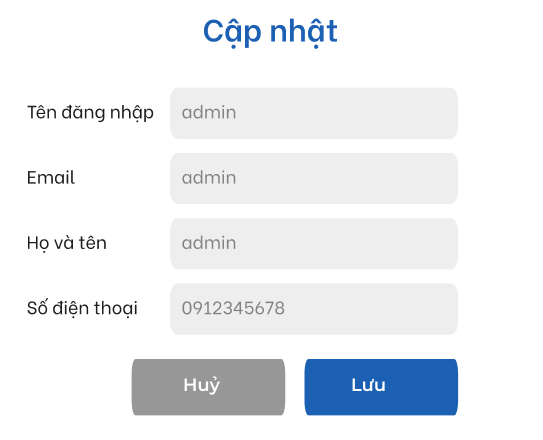 Cập nhật
Tên đăng nhập admin
Email admin
Họ và tên admin
Số điện thoại 0912345678
Huỷ Lưu